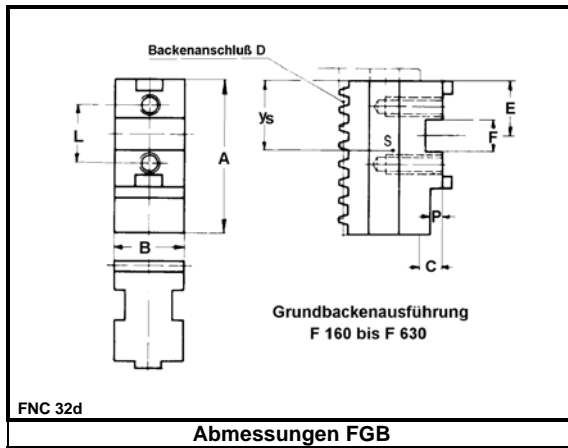 Backenanschluß D
ys
E
L
A
F
S
P
B
C
Grundbackenausführung
F 160 bis F 630
FNC 32d
Abmessungen FGB